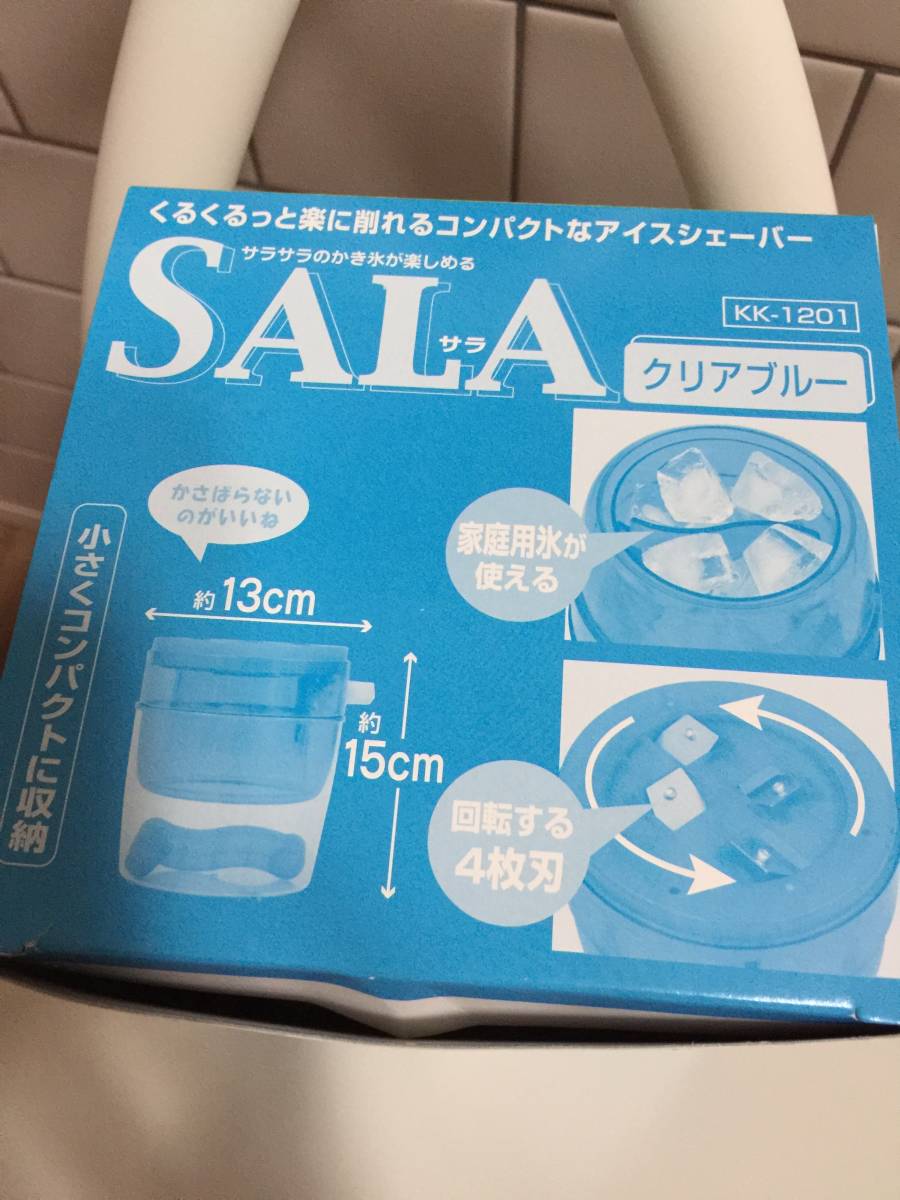 くるくるっと楽に削れるコンパクトなアイスシェーバー
サラサラのかき氷が楽しめる
SALA
サラ
KK-1201
クリアブルー
かさばらない
のがいいね
家庭用氷が
使える
小さくコンパクトに収納
約13cm
約
15cm
回転する
4枚刃